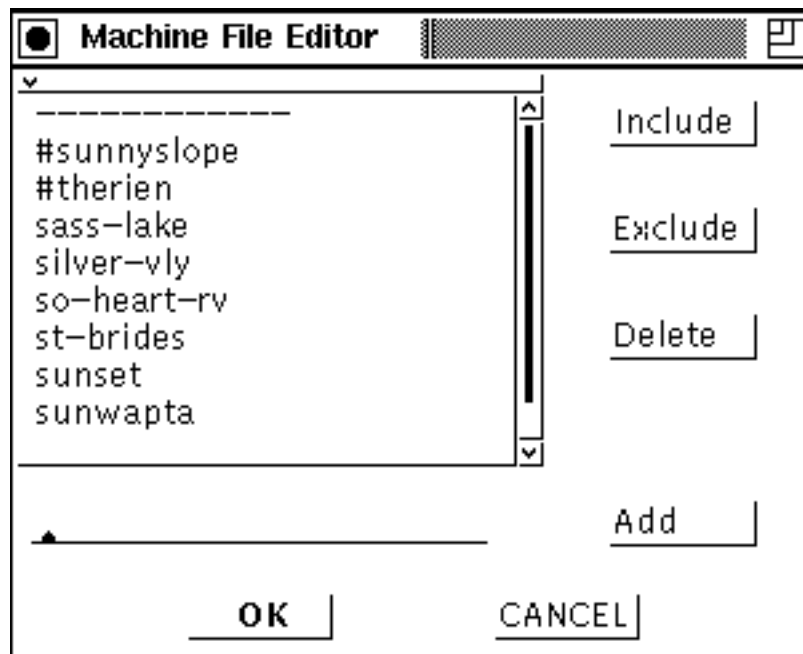 Machine File Editor
------------
#sunnyslope
#therien
sass-lake
silver-vly
so-heart-rv
st-brides
sunset
sunwapta
Include
Exclude
Delete
Add
OK
CANCEL